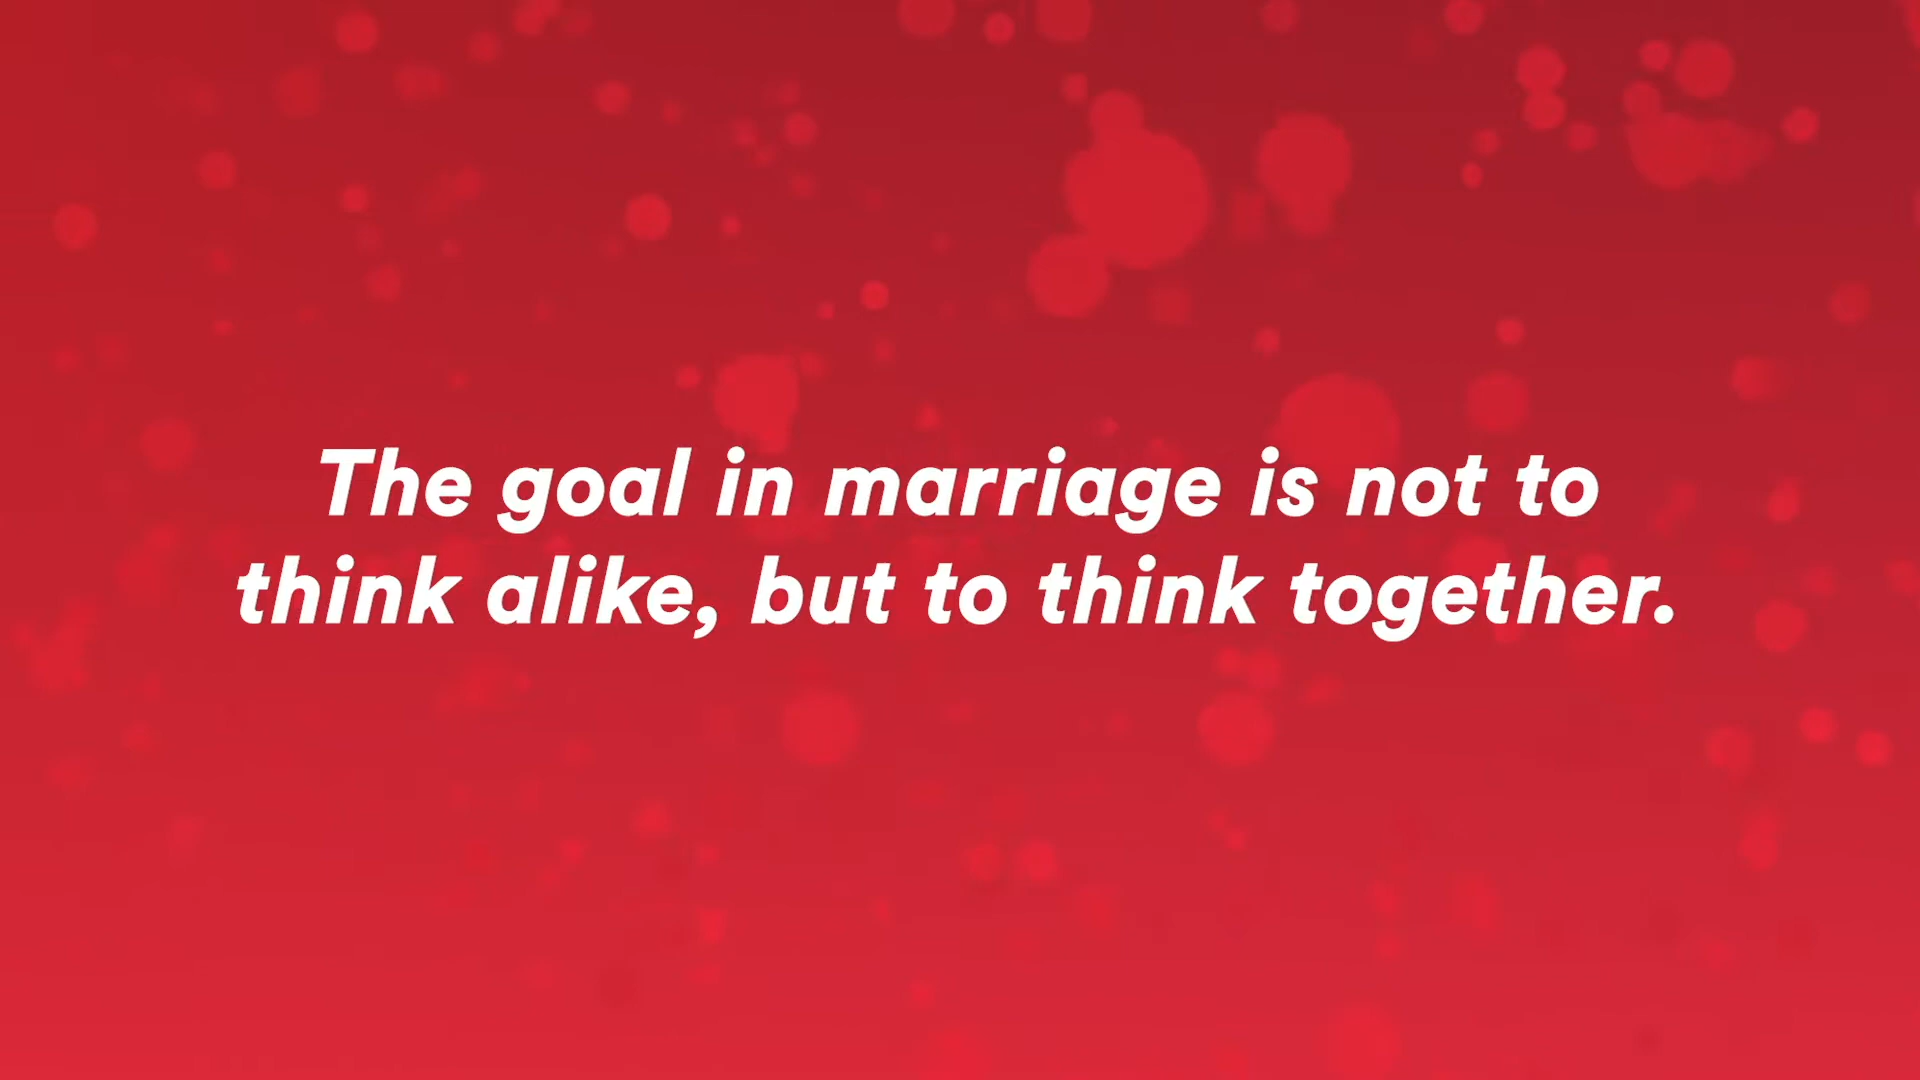 The goal in marriage is not to
think alike, but to think together.